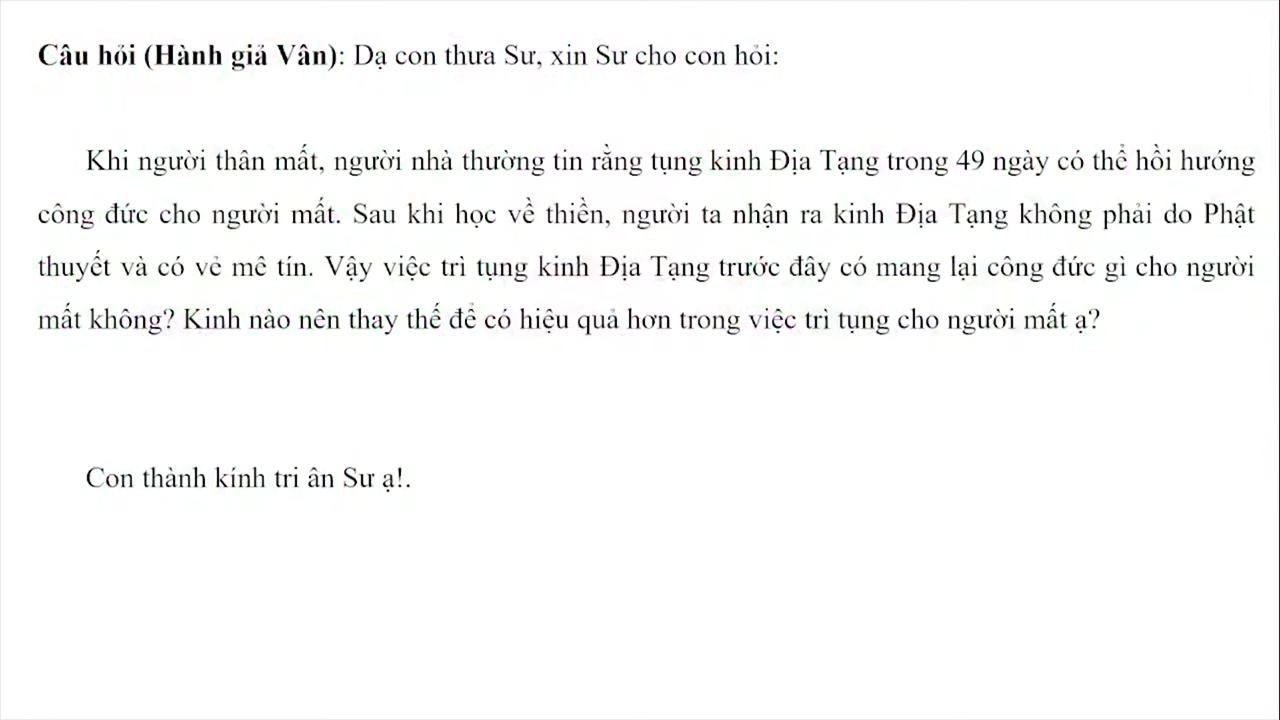 Câu hỏi (Hành giả Vân): Dạ con thưa Sư, xin Sư cho con hỏi:
Khi người thân mất, người nhà thường tin rằng tụng kinh Địa Tạng trong 49 ngày có thể hồi hướng
công đức cho người mất. Sau khi học về thiền, người ta nhận ra kinh Địa Tạng không phải do Phật
thuyết và có vẻ mê tín. Vậy việc trì tụng kinh Địa Tạng trước đây có mang lại công đức gì cho người
mất không? Kinh nào nên thay thế để có hiệu quả hơn trong việc trì tụng cho người mất ạ?
Con thành kính tri ân Sư ạ!.